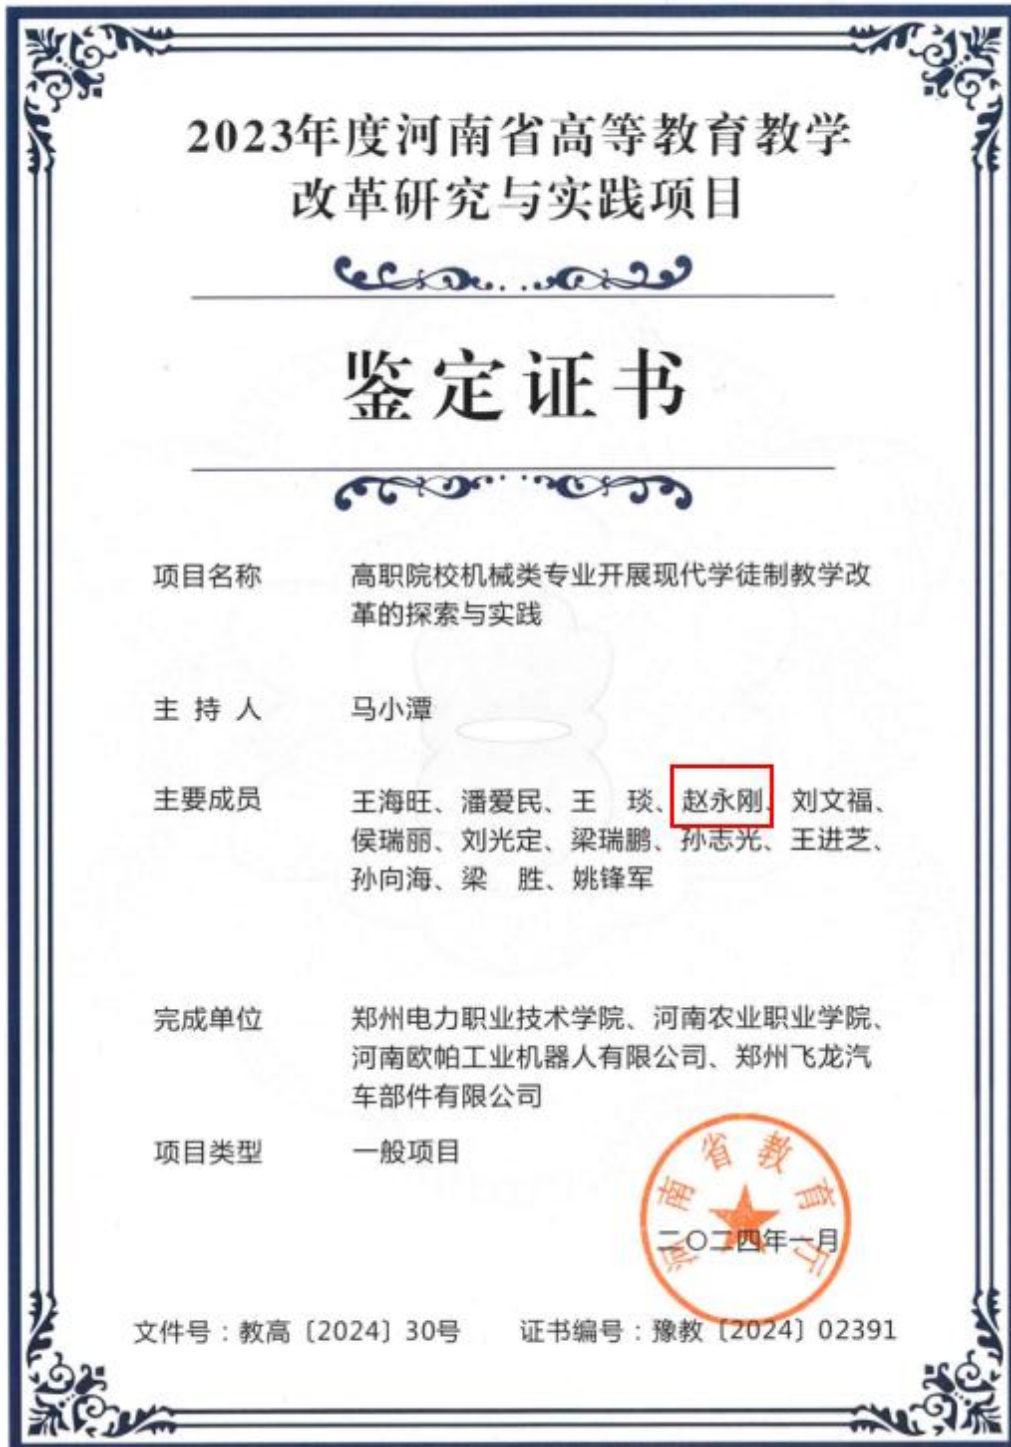 2023年度河南省高等教育教学
改革研究与实践项目
鉴定证书
项目名称 高职院校机械类专业开展现代学徒制教学改
革的探索与实践
主 持 人 马小潭
主要成员 王海旺、潘爱民、王 琰、赵永刚、刘文福、
侯瑞丽、刘光定、梁瑞鹏、孙志光、王进芝、
孙向海、梁 胜、姚锋军
完成单位 郑州电力职业技术学院、河南农业职业学院、
河南欧帕工业机器人有限公司、郑州飞龙汽
车部件有限公司
项目类型 一般项目
河南省教育厅
二〇二四年一月
文件号：教高〔2024〕30号 证书编号：豫教〔2024〕02391